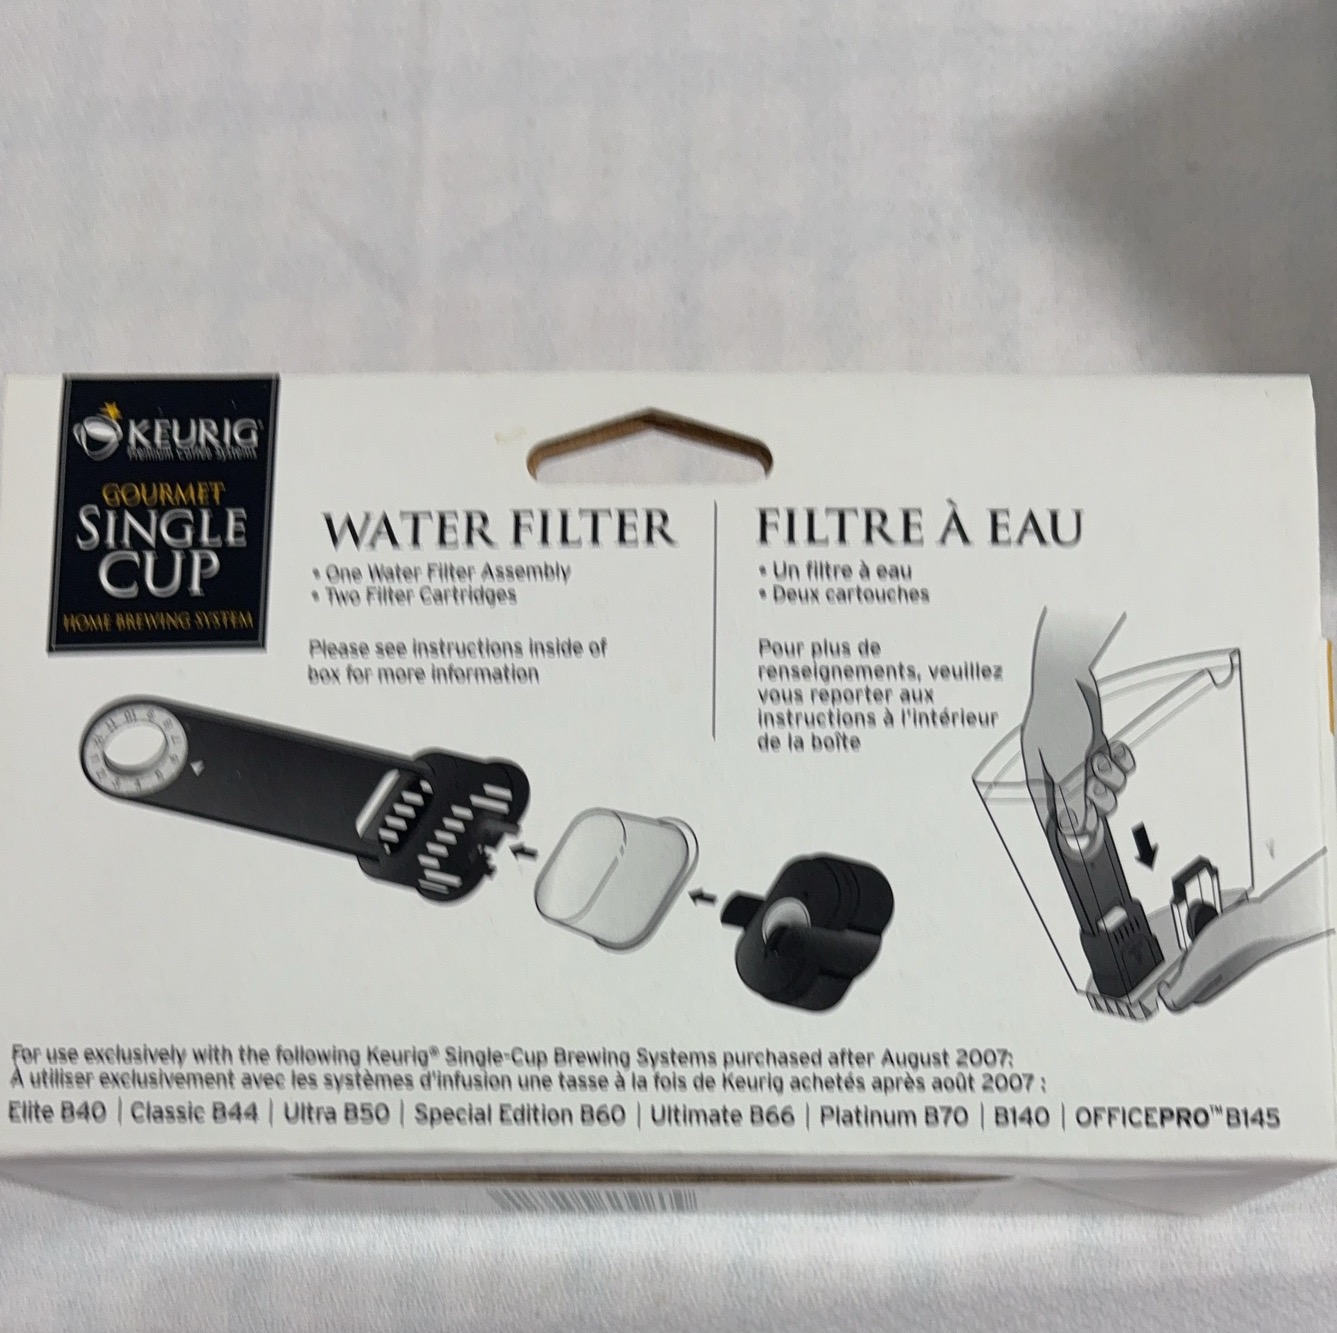 KEURIG
Premium Coffee Systems
GOURMET
SINGLE
CUP
HOME BREWING SYSTEM
WATER FILTER
• One Water Filter Assembly
• Two Filter Cartridges
Please see instructions inside of
box for more information
FILTRE À EAU
• Un filtre à eau
• Deux cartouches
Pour plus de
renseignements, veuillez
vous reporter aux
instructions à l'intérieur
de la boîte
For use exclusively with the following Keurig® Single-Cup Brewing Systems purchased after August 2007:
À utiliser exclusivement avec les systèmes d'infusion une tasse à la fois de Keurig achetés après août 2007 :
Elite B40 | Classic B44 | Ultra B50 | Special Edition B60 | Ultimate B66 | Platinum B70 | B140 | OFFICEPRO™ B145